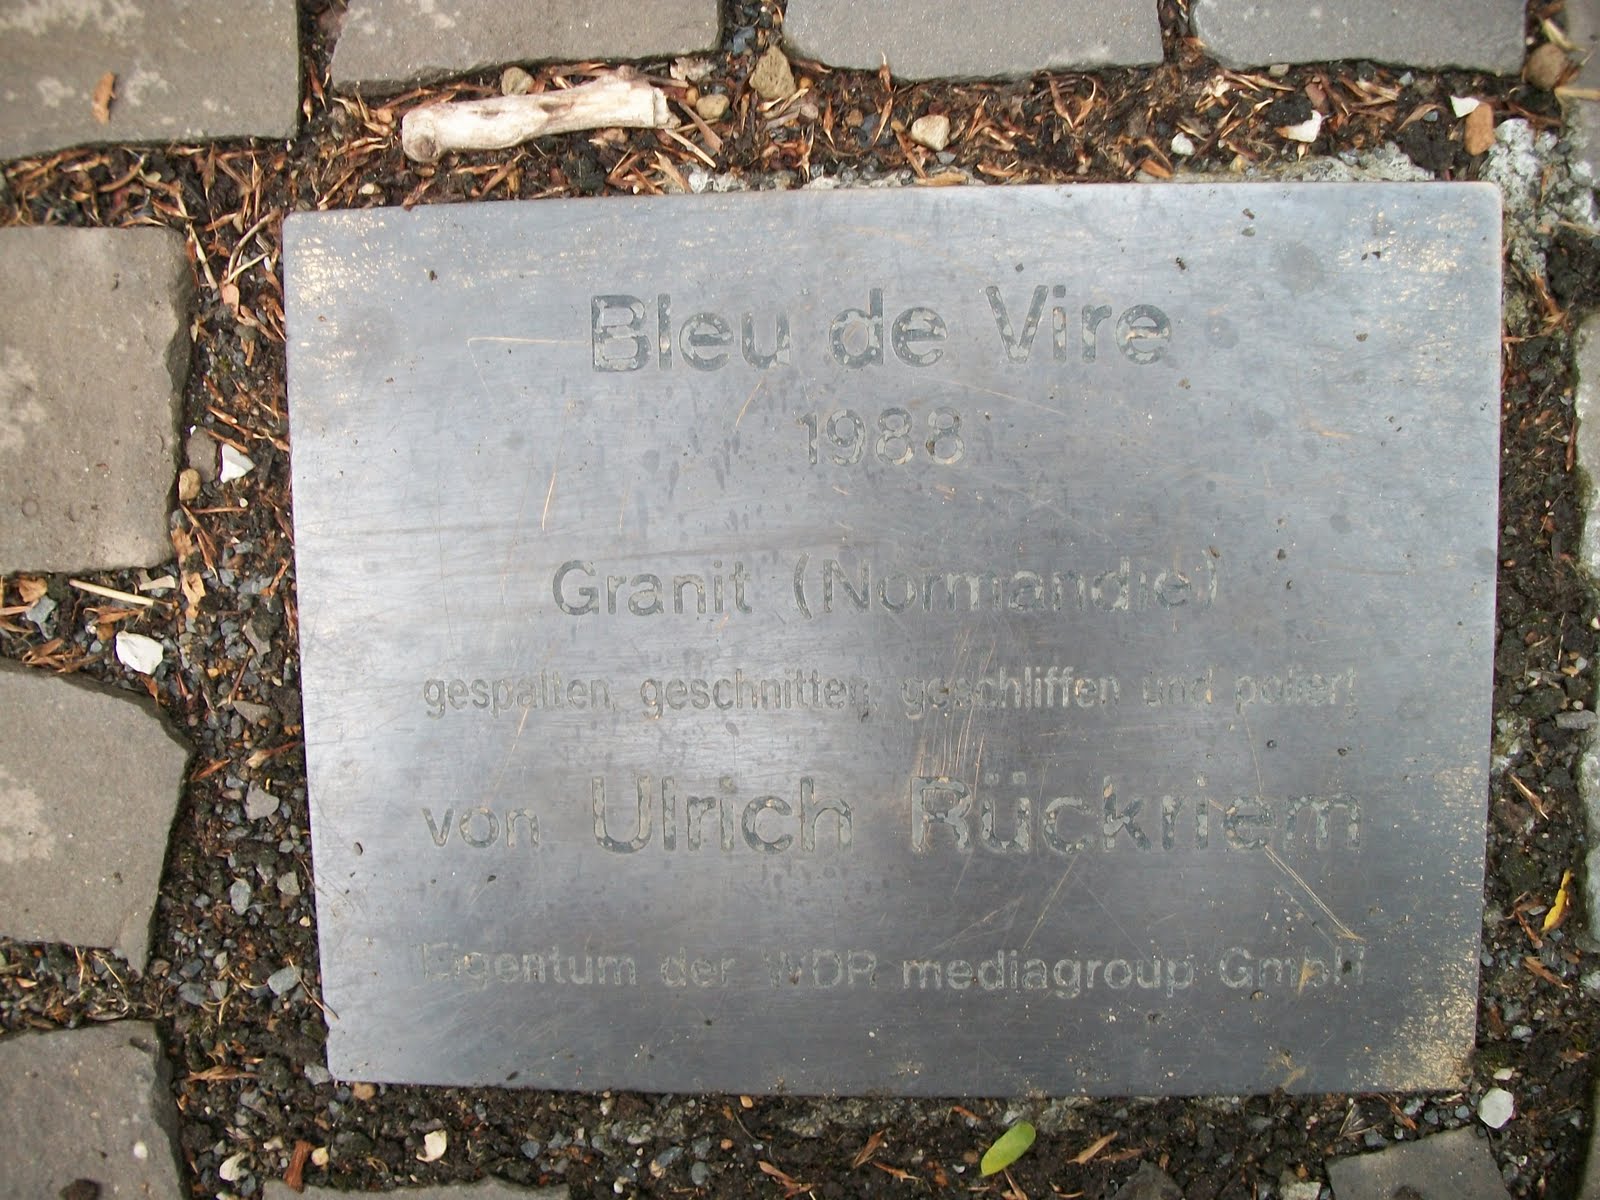 Bleu de Vire
1988
Granit (Normandie)
gespalten, geschnitten, geschliffen und poliert
von Ulrich Rückriem
Eigentum der WDR mediagroup GmbH